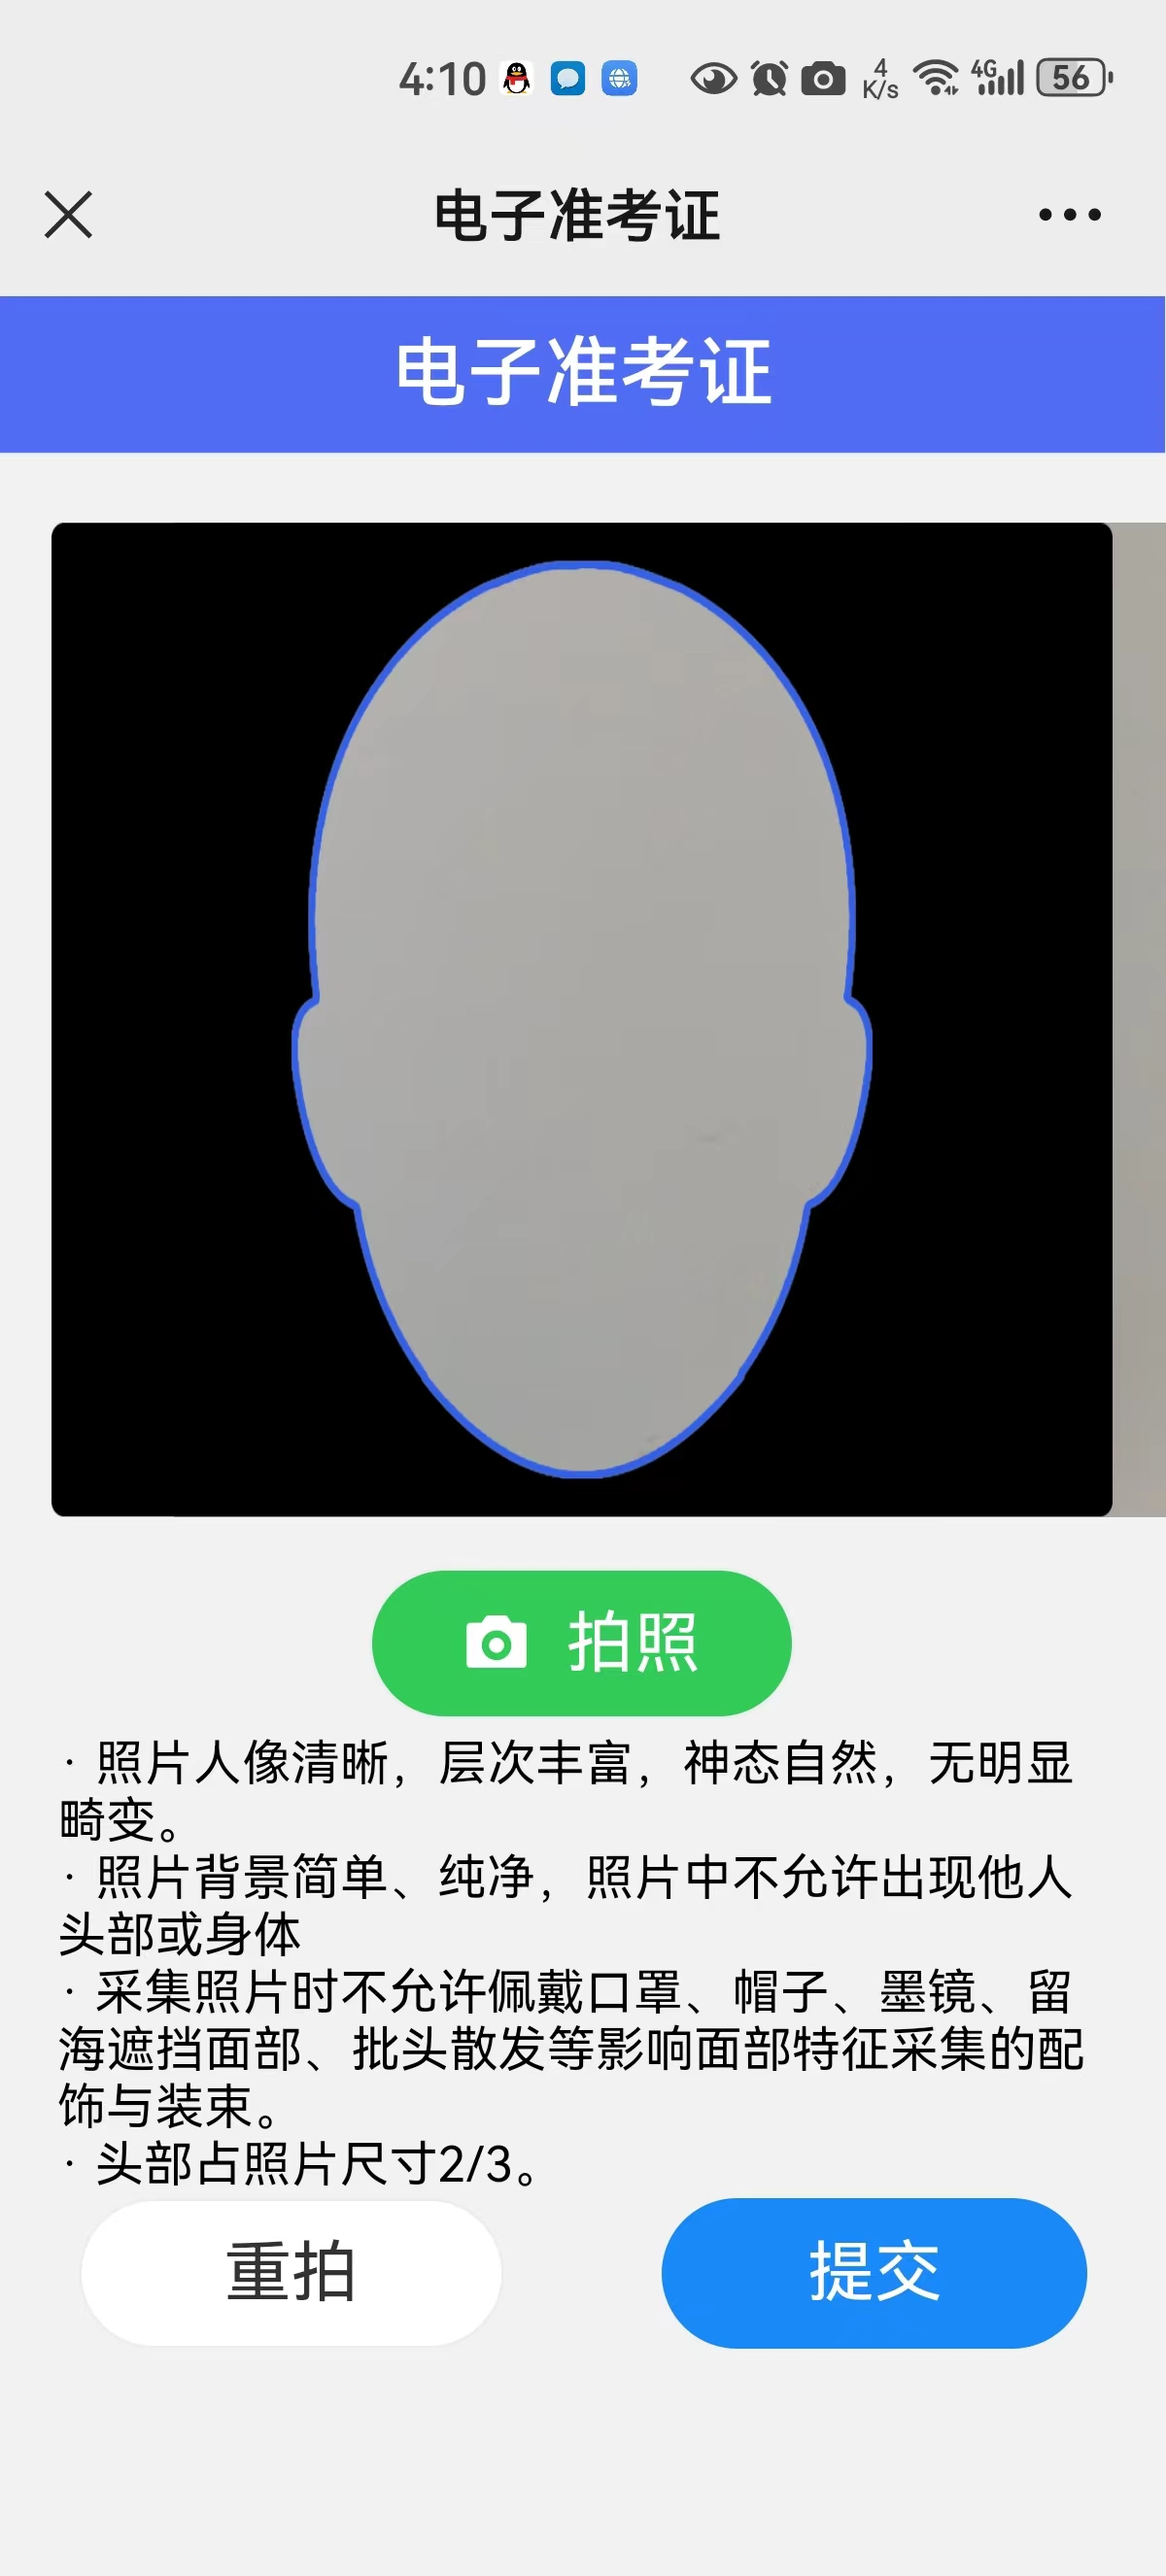 4:10 4 K/s 4G 56
电子准考证
电子准考证
拍照
· 照片人像清晰，层次丰富，神态自然，无明显
畸变。
· 照片背景简单、纯净，照片中不允许出现他人
头部或身体
· 采集照片时不允许佩戴口罩、帽子、墨镜、留
海遮挡面部、批头散发等影响面部特征采集的配
饰与装束。
· 头部占照片尺寸2/3。
重拍
提交